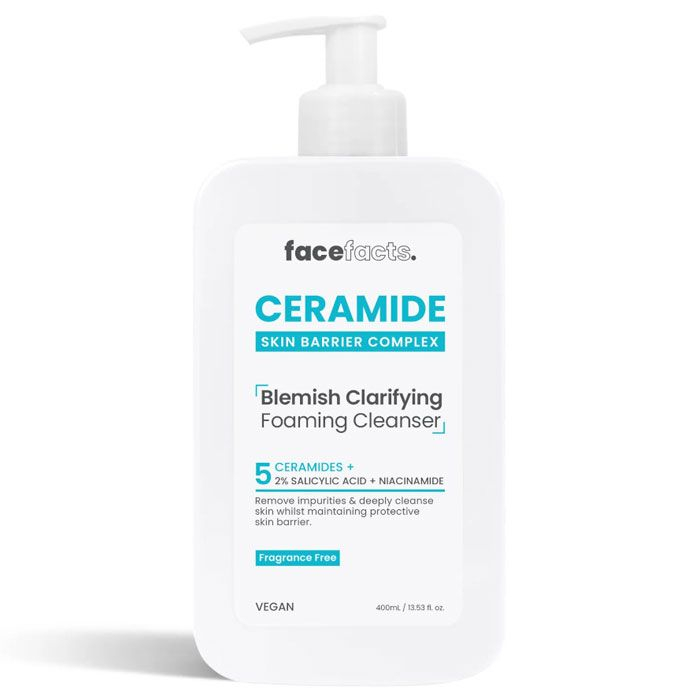 facefacts.
CERAMIDE
SKIN BARRIER COMPLEX
Blemish Clarifying
Foaming Cleanser
5 CERAMIDES +
2% SALICYLIC ACID + NIACINAMIDE
Remove impurities & deeply cleanse
skin whilst maintaining protective
skin barrier.
Fragrance Free
VEGAN 400mL / 13.53 fl. oz.